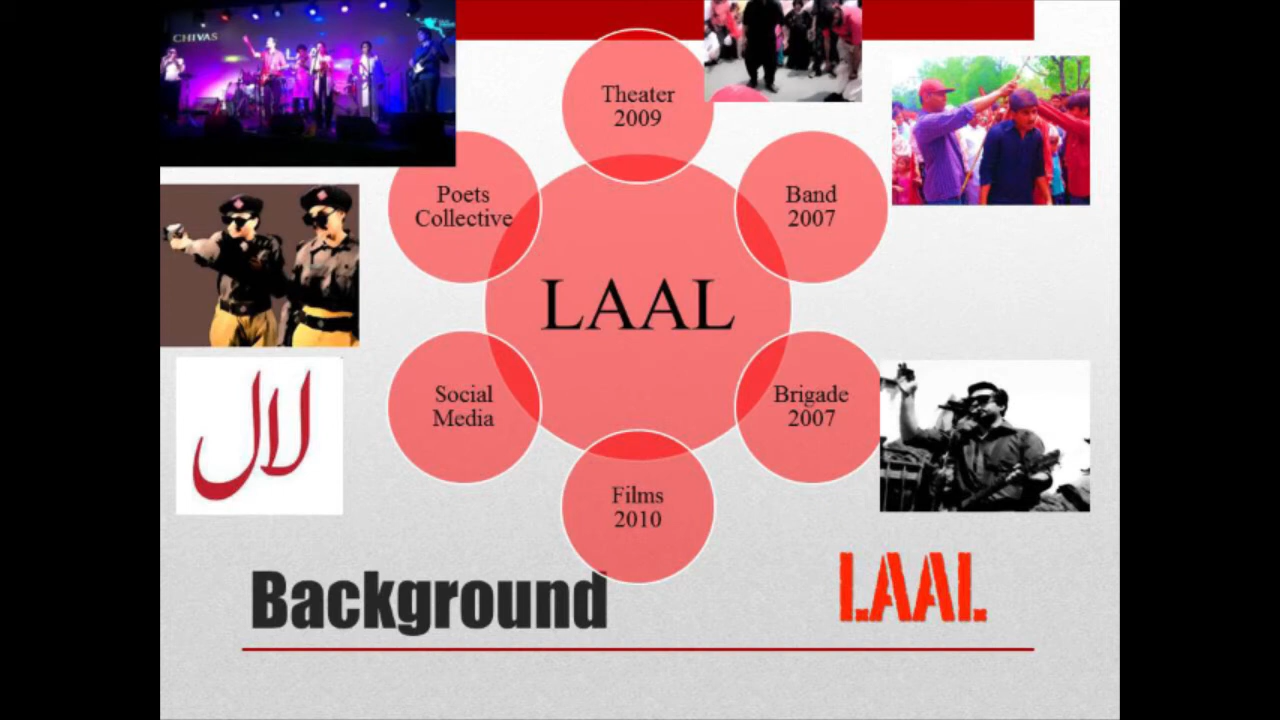 CHIVAS
Theater
2009
Poets
Collective
Band
2007
LAAL
Social
Media
Brigade
2007
لال
Films
2010
Background
LAAL